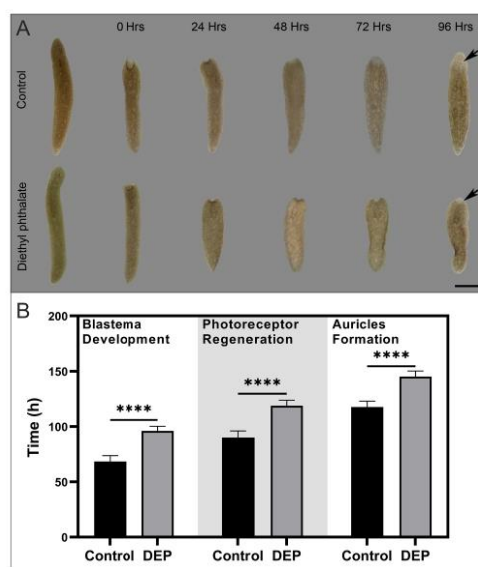 A
0 Hrs 24 Hrs 48 Hrs 72 Hrs 96 Hrs
Control
Diethyl phthalate
B
Blastema
Development
Photoreceptor
Regeneration
Auricles
Formation
Time (h)
200
150
100
50
0
**** **** ****
Control DEP Control DEP Control DEP